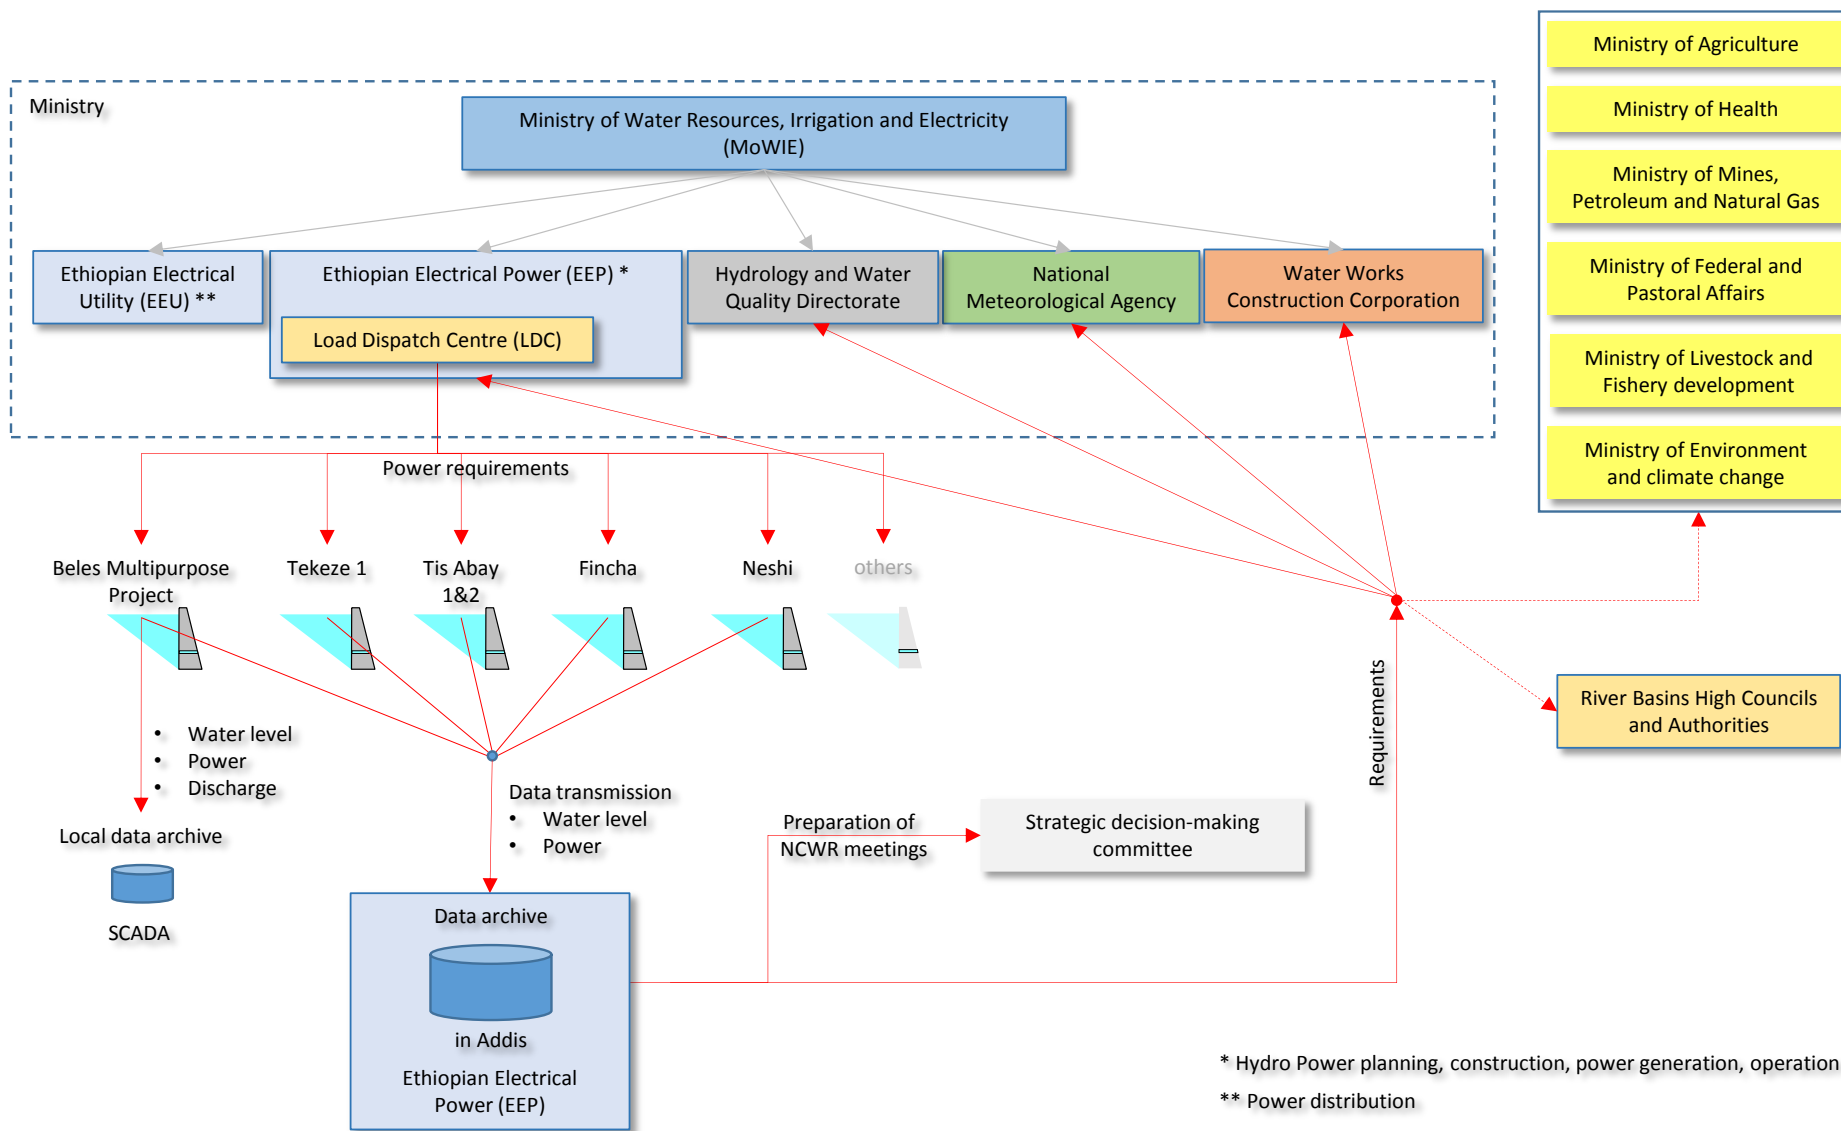 Ministry
Ministry of Water Resources, Irrigation and Electricity
(MoWIE)
Ethiopian Electrical
Utility (EEU) **
Ethiopian Electrical Power (EEP) *
Load Dispatch Centre (LDC)
Hydrology and Water
Quality Directorate
National
Meteorological Agency
Water Works
Construction Corporation
Ministry of Agriculture
Ministry of Health
Ministry of Mines,
Petroleum and Natural Gas
Ministry of Federal and
Pastoral Affairs
Ministry of Livestock and
Fishery development
Ministry of Environment
and climate change
Power requirements
Beles Multipurpose
Project
Tekeze 1
Tis Abay
1&2
Fincha
Neshi
others
• Water level
• Power
• Discharge
Local data archive
SCADA
Data transmission
• Water level
• Power
Preparation of
NCWR meetings
Strategic decision-making
committee
Requirements
River Basins High Councils
and Authorities
Data archive
in Addis
Ethiopian Electrical
Power (EEP)
* Hydro Power planning, construction, power generation, operation
** Power distribution